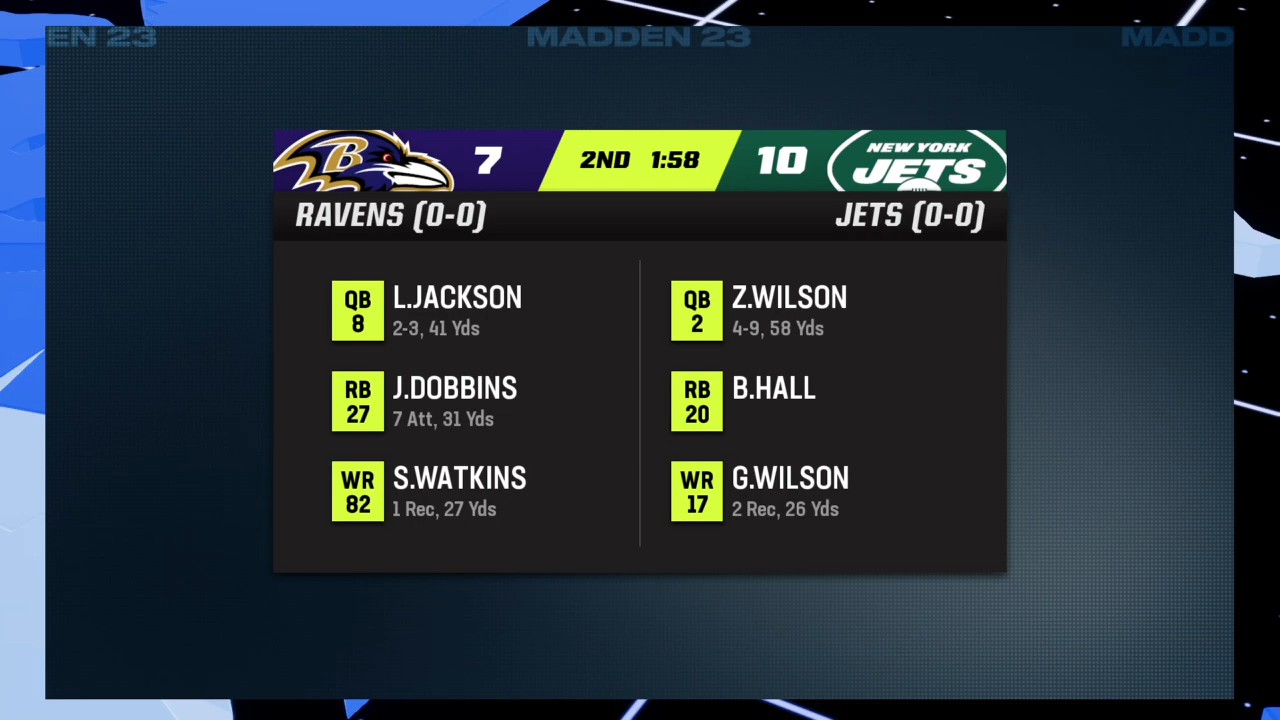 EN 23
MADDEN 23
MADD
B
7
2ND 1:58
10
NEW YORK
JETS
RAVENS (0-0)
JETS (0-0)
QB
8
L.JACKSON
2-3, 41 Yds
RB
27
J.DOBBINS
7 Att, 31 Yds
WR
82
S.WATKINS
1 Rec, 27 Yds
QB
2
Z.WILSON
4-9, 58 Yds
RB
20
B.HALL
WR
17
G.WILSON
2 Rec, 26 Yds